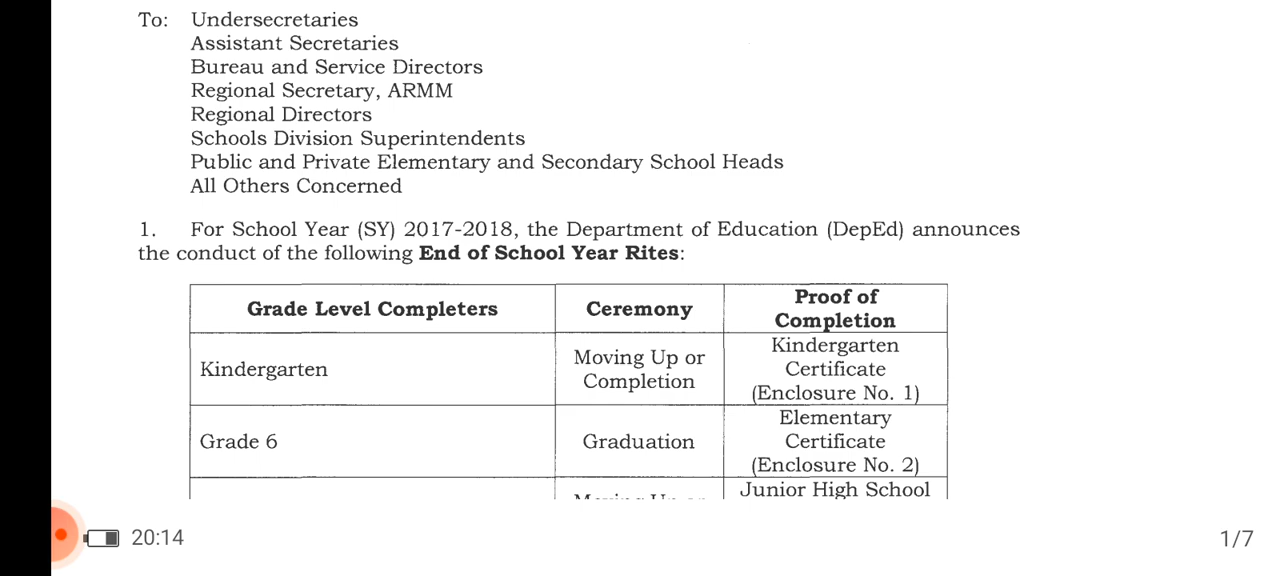 To: Undersecretaries
Assistant Secretaries
Bureau and Service Directors
Regional Secretary, ARMM
Regional Directors
Schools Division Superintendents
Public and Private Elementary and Secondary School Heads
All Others Concerned
1. For School Year (SY) 2017-2018, the Department of Education (DepEd) announces
the conduct of the following End of School Year Rites:
Grade Level Completers
Ceremony
Proof of
Completion
Kindergarten
Moving Up or
Completion
Kindergarten
Certificate
(Enclosure No. 1)
Grade 6
Graduation
Elementary
Certificate
(Enclosure No. 2)
Junior High School
20:14
1/7